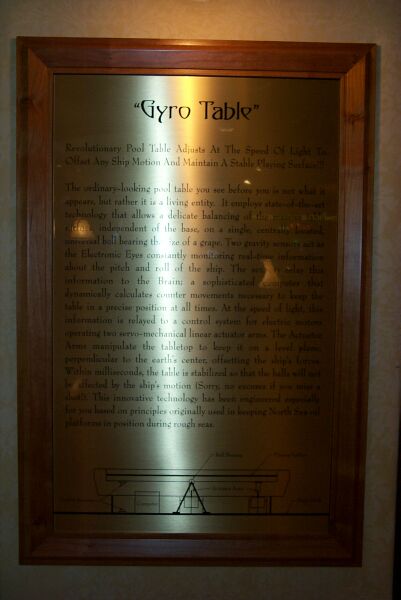 "Gyro Table"
Revolutionary Pool Table Adjusts At The Speed Of Light To
Offset Any Ship Motion And Maintain A Stable Playing Surface!!!
The ordinary-looking pool table you see before you is not what it
appears, but rather it is a living entity. It employs state-of-the-art
technology that allows a delicate balancing of the
independent of the base, on a single, centrally located,
universal ball bearing the size of a grape. Two gravity sensors act as
the Electronic Eyes constantly monitoring real-time information
about the pitch and roll of the ship. The relay this
information to the Brain; a sophisticated computer that
dynamically calculates counter movements necessary to keep the
table in a precise position at all times. At the speed of light, this
information is relayed to a control system for electric motors
operating two servo-mechanical linear actuator arms. The Actuator
Arms manipulate the tabletop to keep it on a level plane,
perpendicular to the earth's center, offsetting the ship's forces.
Within milliseconds, the table is stabilized so that the balls will not
be affected by the ship's motion (Sorry, no excuses if you miss a
shot!). This innovative technology has been engineered especially
for you based on principles originally used in keeping North Sea oil
platforms in position during rough seas.
Ball Bearing
Computer